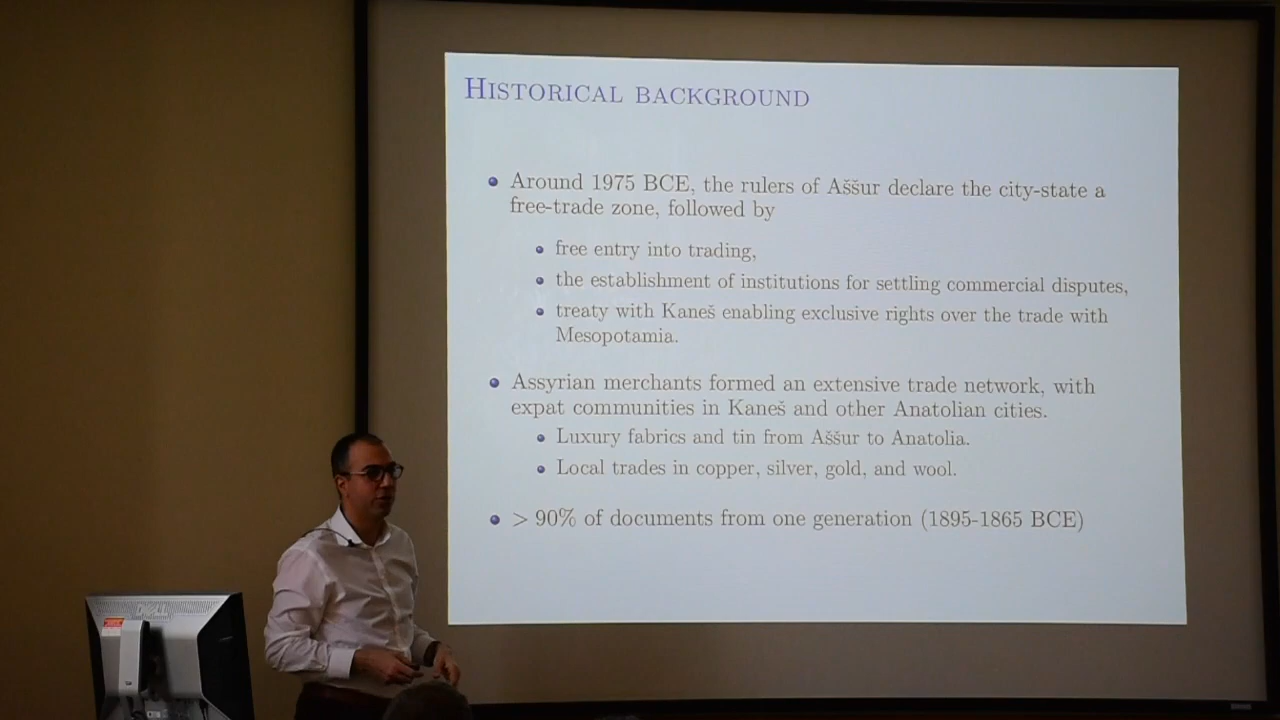 Historical background
Around 1975 BCE, the rulers of Aššur declare the city-state a
free-trade zone, followed by
free entry into trading,
the establishment of institutions for settling commercial disputes,
treaty with Kaneš enabling exclusive rights over the trade with
Mesopotamia.
Assyrian merchants formed an extensive trade network, with
expat communities in Kaneš and other Anatolian cities.
Luxury fabrics and tin from Aššur to Anatolia.
Local trades in copper, silver, gold, and wool.
> 90% of documents from one generation (1895-1865 BCE)
DELL